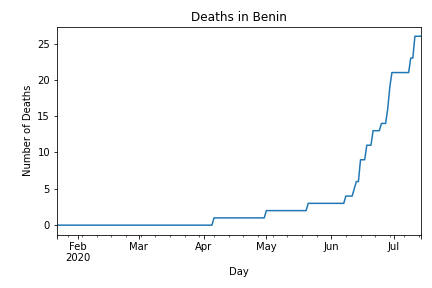 Deaths in Benin
Number of Deaths
25
20
15
10
5
0
Feb
2020
Mar
Apr
May
Jun
Jul
Day